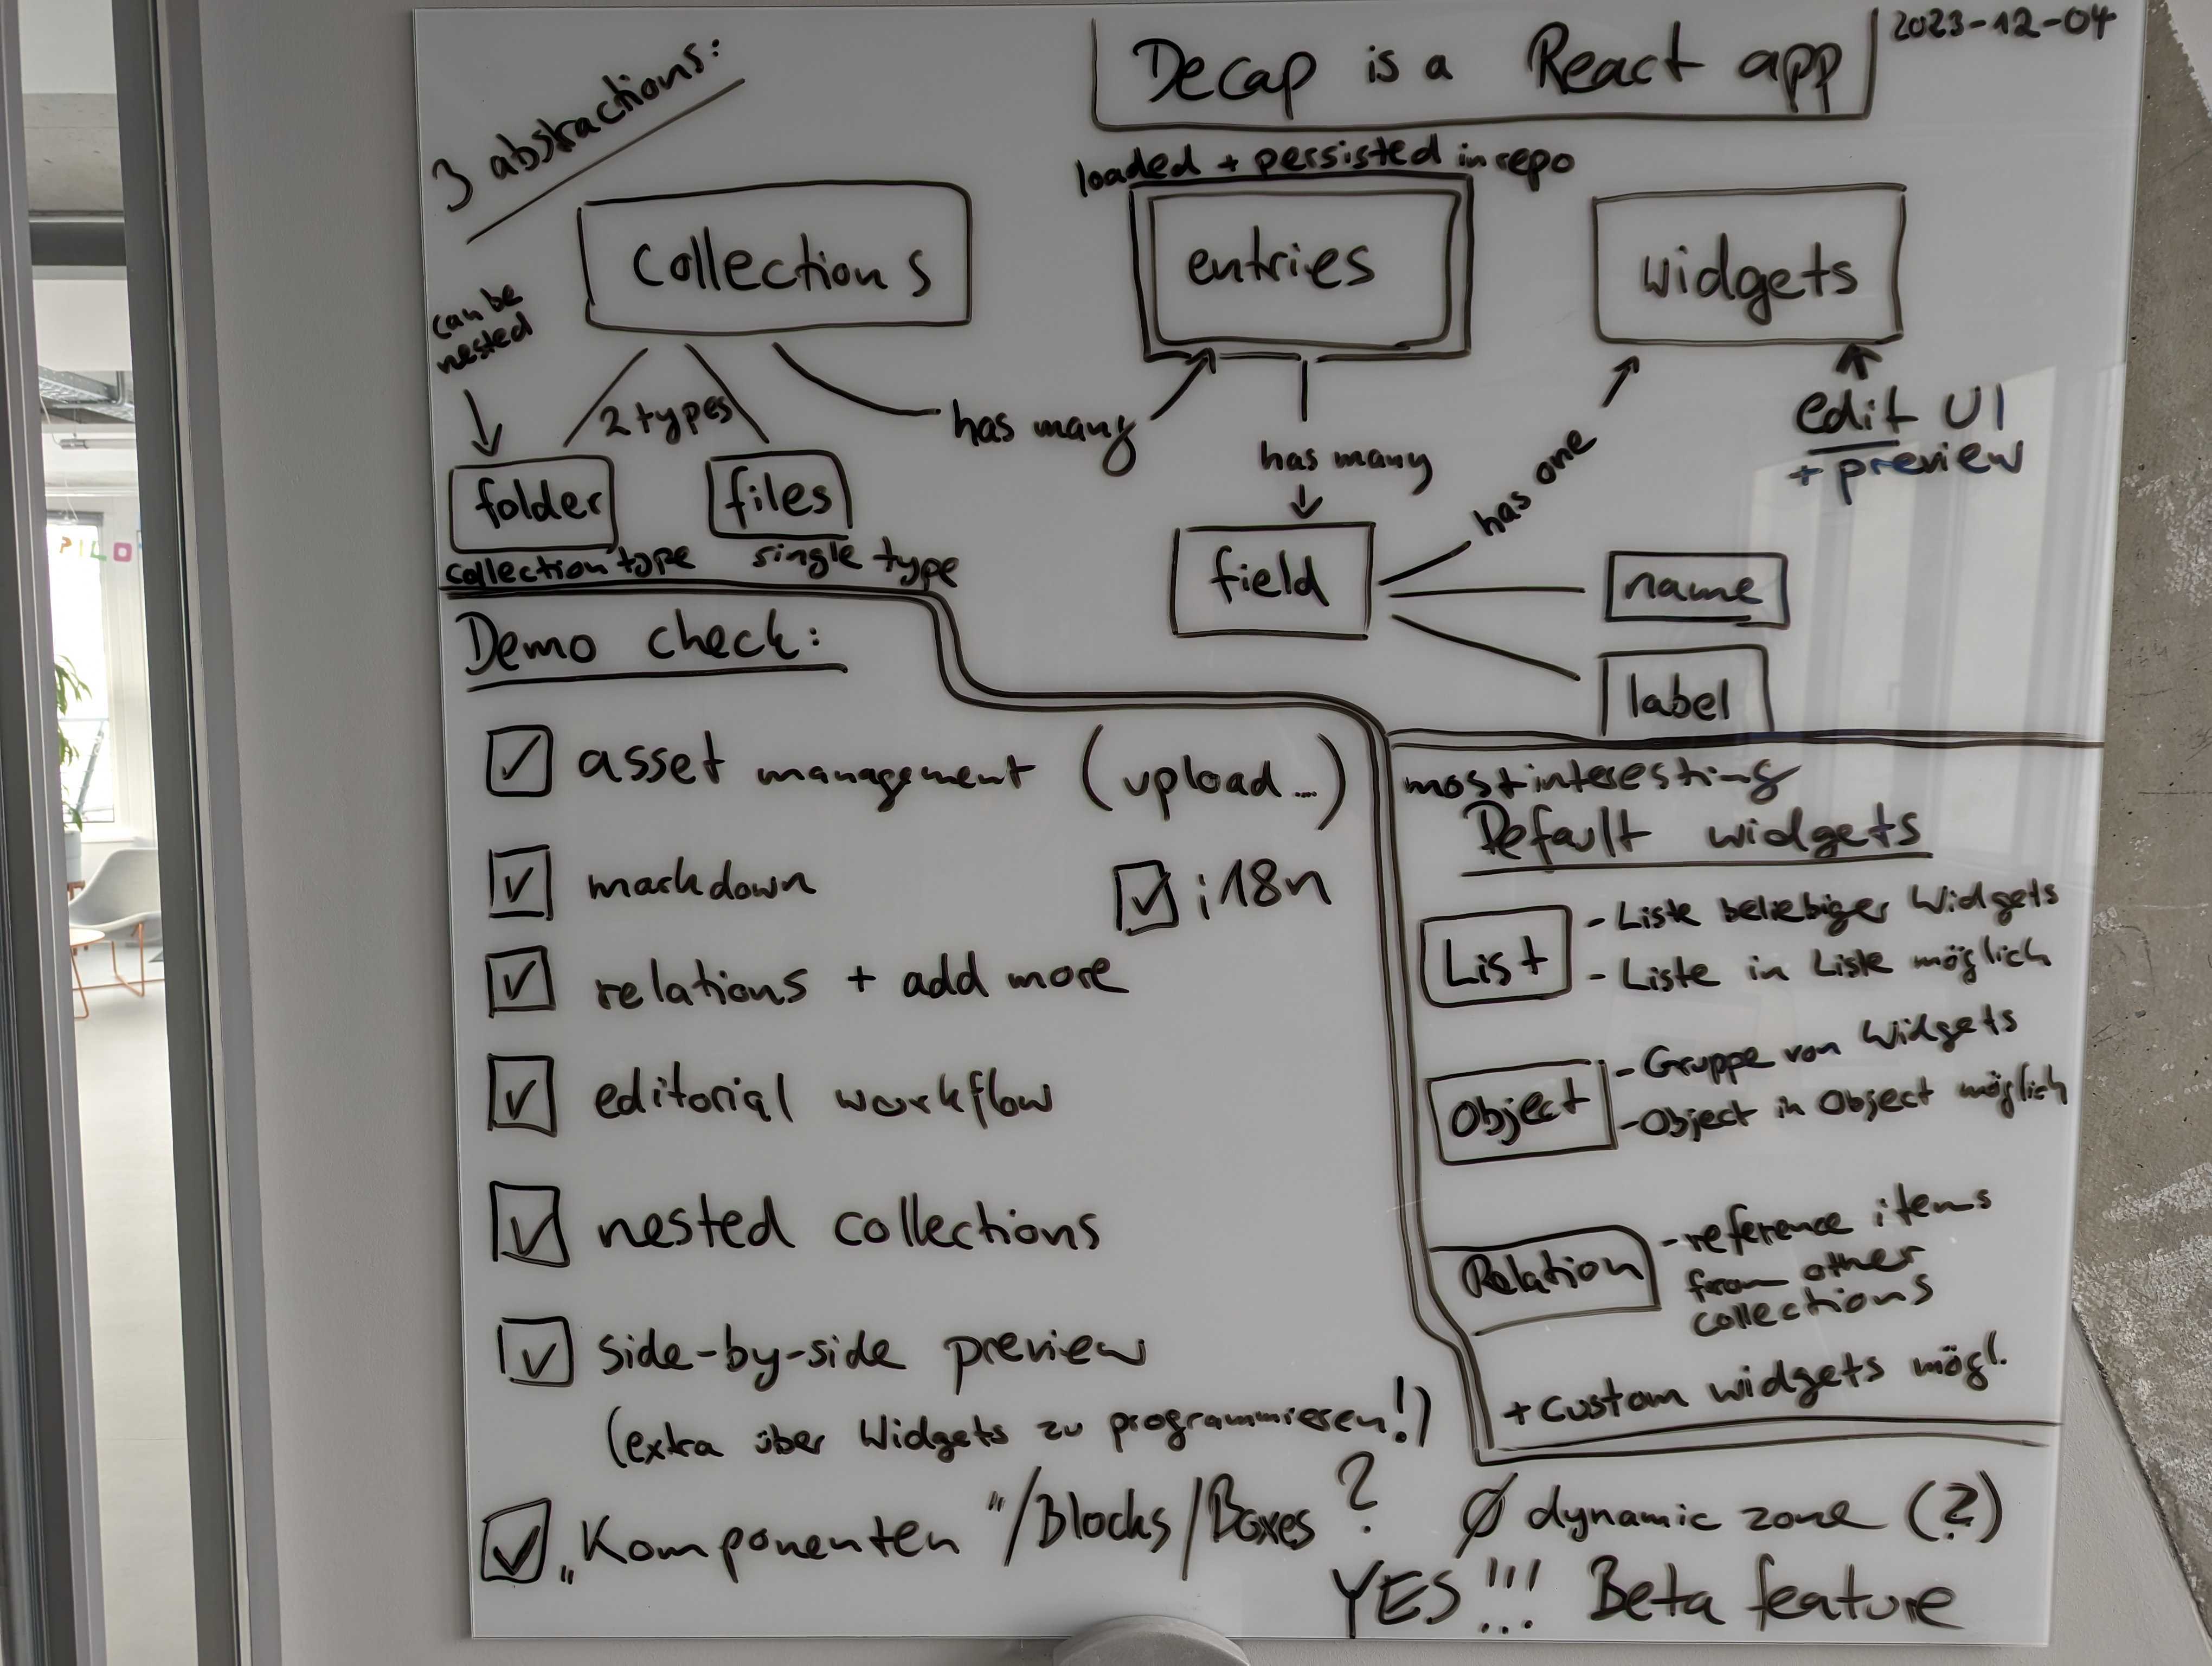 3 abstractions:
Decap is a React app
2023-12-04
loaded + persisted in repo
Collections
entries
widgets
can be
nested
2 types
has many
has many
has one
edit UI
+ preview
folder
files
collection type
single type
field
name
label
Demo check:
asset management (upload...)
markdown
i18n
relations + add more
editorial workflow
nested collections
side-by-side preview
(extra über Widgets zu programmieren!)
„Komponenten "/Blocks/Boxes ?
most interesting
Default widgets
List
- Liste beliebiger Widgets
- Liste in Liste möglich
Object
- Gruppe von Widgets
- Object in Object möglich
Relation
- reference items
from other
collections
+ custom widgets mögl.
Ø dynamic zone (?)
YES!!! Beta feature